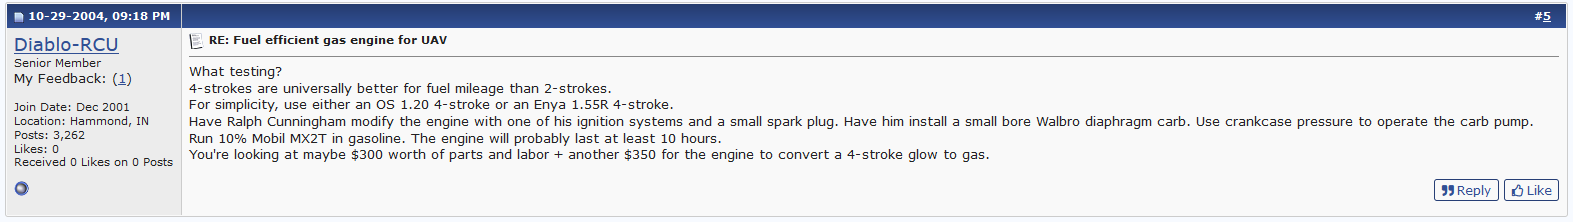 10-29-2004, 09:18 PM
#5
Diablo-RCU
Senior Member
My Feedback: (1)
Join Date: Dec 2001
Location: Hammond, IN
Posts: 3,262
Likes: 0
Received 0 Likes on 0 Posts
RE: Fuel efficient gas engine for UAV
What testing?
4-strokes are universally better for fuel mileage than 2-strokes.
For simplicity, use either an OS 1.20 4-stroke or an Enya 1.55R 4-stroke.
Have Ralph Cunningham modify the engine with one of his ignition systems and a small spark plug. Have him install a small bore Walbro diaphragm carb. Use crankcase pressure to operate the carb pump.
Run 10% Mobil MX2T in gasoline. The engine will probably last at least 10 hours.
You're looking at maybe $300 worth of parts and labor + another $350 for the engine to convert a 4-stroke glow to gas.
Reply
Like